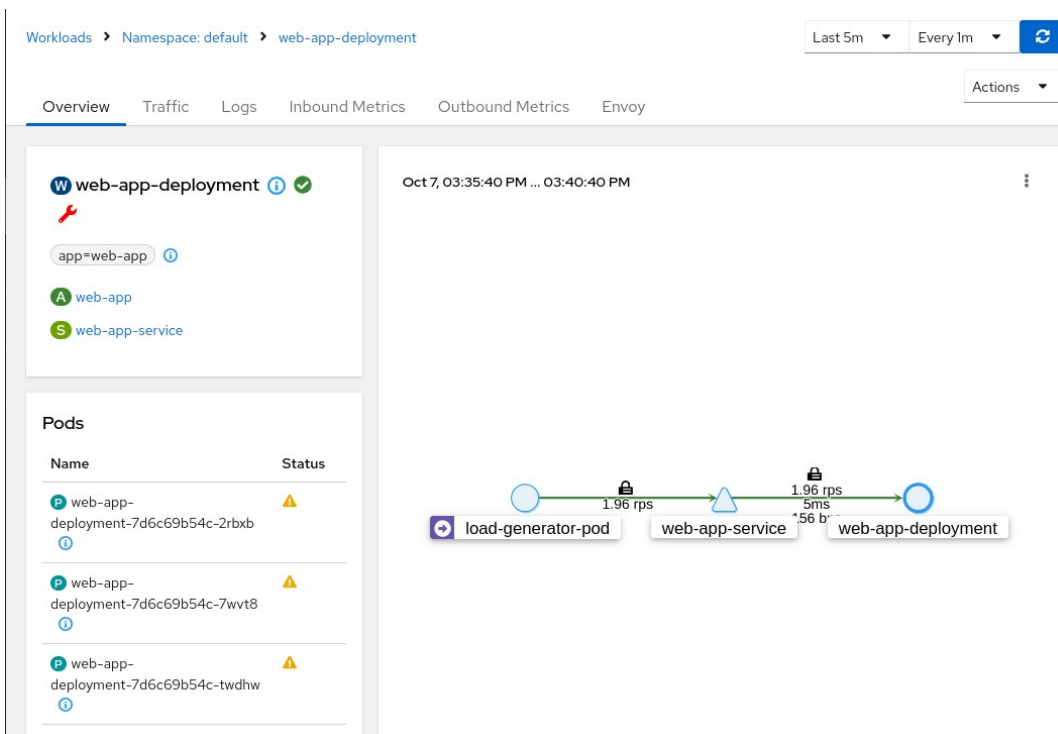 Workloads > Namespace: default > web-app-deployment
Last 5m
Every 1m
Actions
Overview Traffic Logs Inbound Metrics Outbound Metrics Envoy
W web-app-deployment
app=web-app
A web-app
S web-app-service
Pods
Name Status
P web-app-
deployment-7d6c69b54c-2rbxb
P web-app-
deployment-7d6c69b54c-7wvt8
P web-app-
deployment-7d6c69b54c-twdhw
Oct 7, 03:35:40 PM ... 03:40:40 PM
1.96 rps
1.96 rps
5ms
load-generator-pod
web-app-service
web-app-deployment